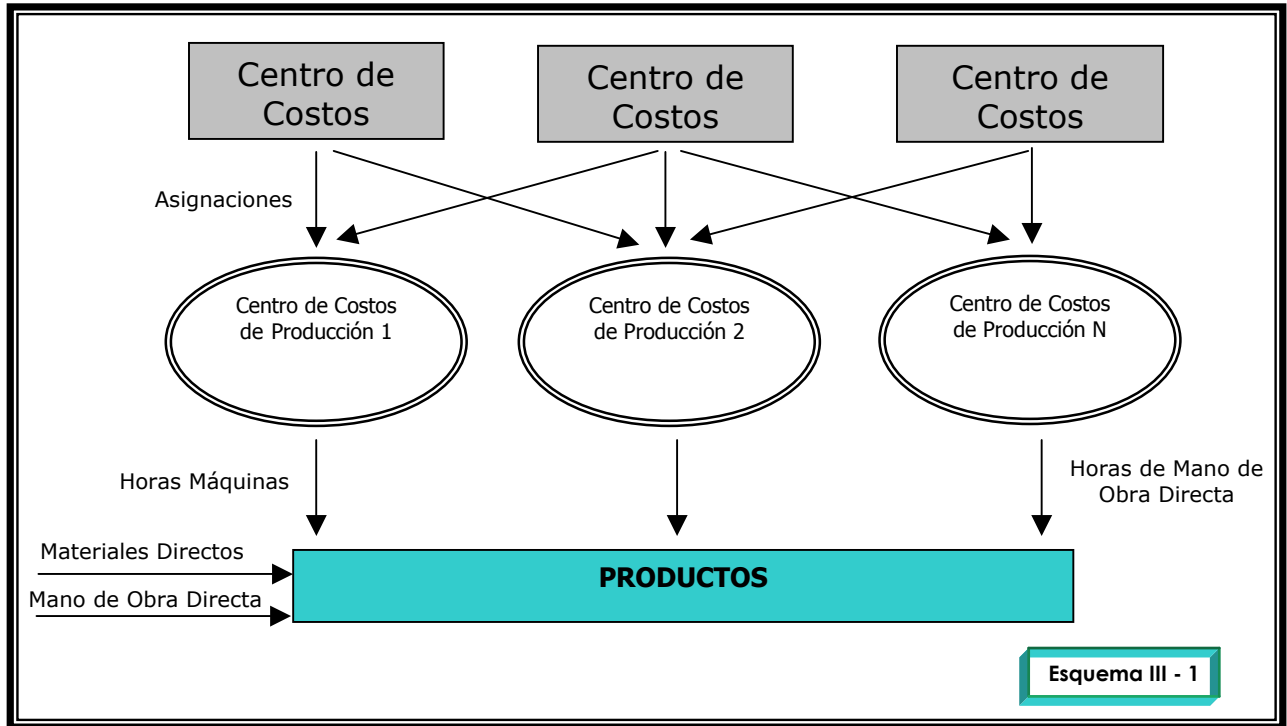 Centro de
Costos
Centro de
Costos
Centro de
Costos
Asignaciones
Centro de Costos
de Producción 1
Centro de Costos
de Producción 2
Centro de Costos
de Producción N
Horas Máquinas
Horas de Mano de
Obra Directa
Materiales Directos
Mano de Obra Directa
PRODUCTOS
Esquema III - 1